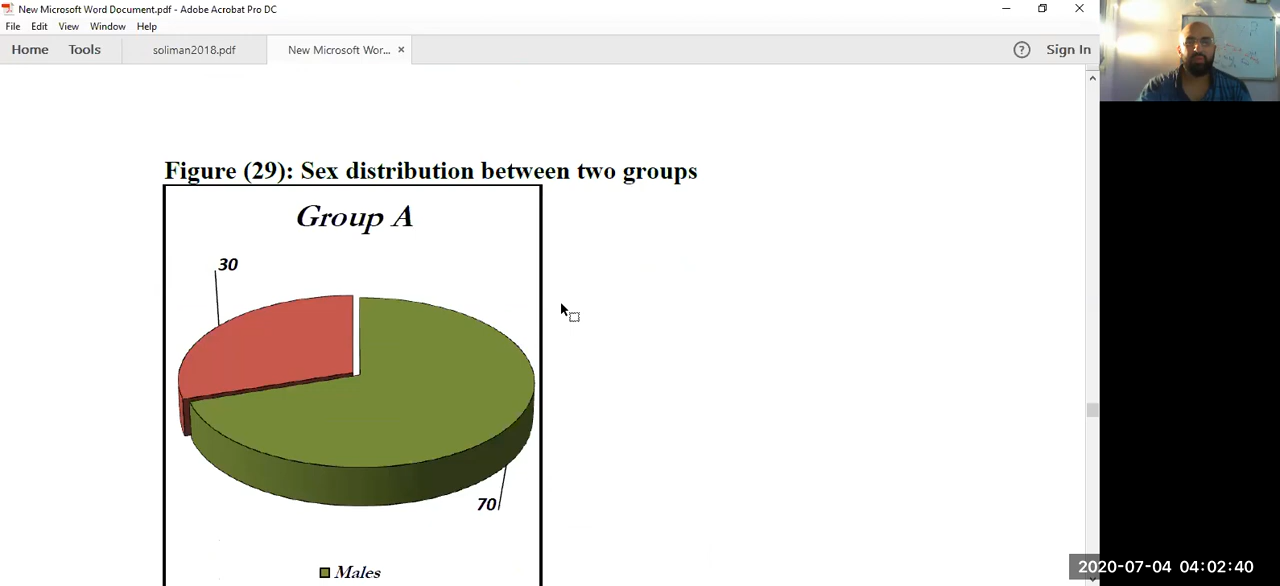 New Microsoft Word Document.pdf - Adobe Acrobat Pro DC
File Edit View Window Help
Home Tools soliman2018.pdf New Microsoft Wor... × ? Sign In
Figure (29): Sex distribution between two groups
Group A
30
70
Males
2020-07-04 04:02:40